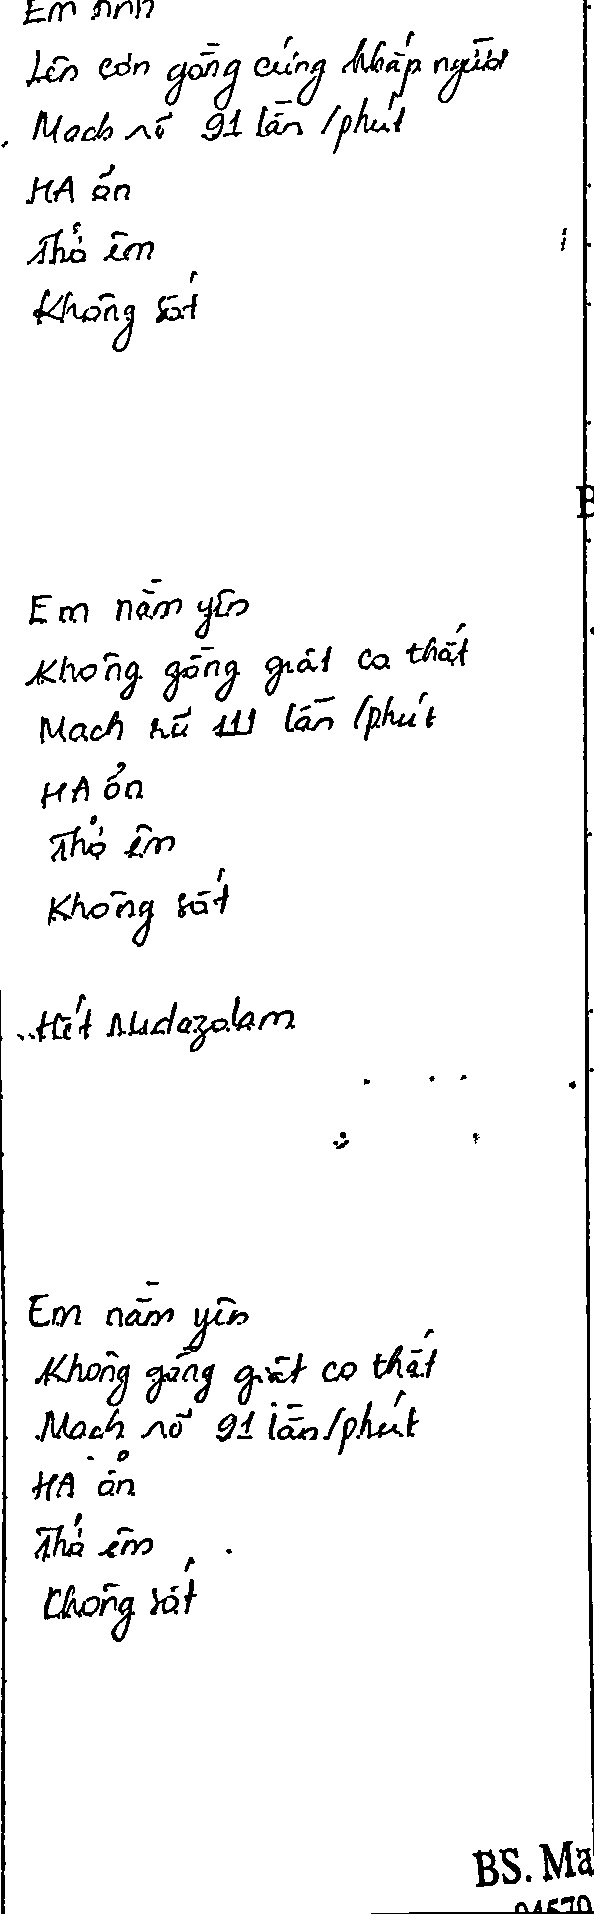 Em tỉnh
Lên cơn gồng cứng khắp người
Mạch rõ 91 lần/phút
HA ổn
Thở êm
Không sốt
B
Em nằm yên
Không gồng giật co thắt
Mạch rõ 111 lần/phút
HA ổn
Thở êm
Không sốt
Hết Midazolam
Em nằm yên
Không gồng giật co thắt
Mạch rõ 91 lần/phút
HA ổn
Thở êm
Không sốt
BS. Ma